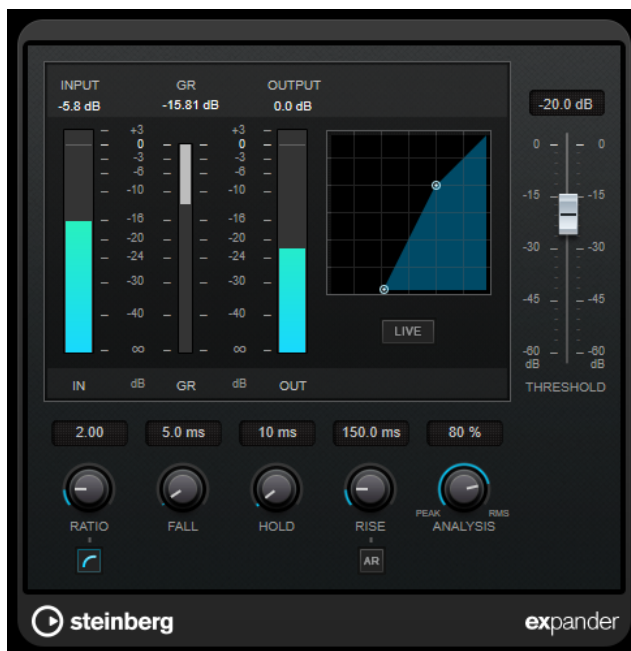 INPUT GR OUTPUT
-5.8 dB -15.81 dB 0.0 dB
-20.0 dB
+3 +3
0 0
-3 -3
-6 -6
-10 -10
-16 -16
-20 -20
-24 -24
-30 -30
-40 -40
∞ ∞
IN dB GR dB OUT
LIVE
0 0
-15 -15
-30 -30
-45 -45
-60 -60
dB dB
THRESHOLD
2.00 5.0 ms 10 ms 150.0 ms 80 %
PEAK RMS
RATIO FALL HOLD RISE ANALYSIS
AR
steinberg expander